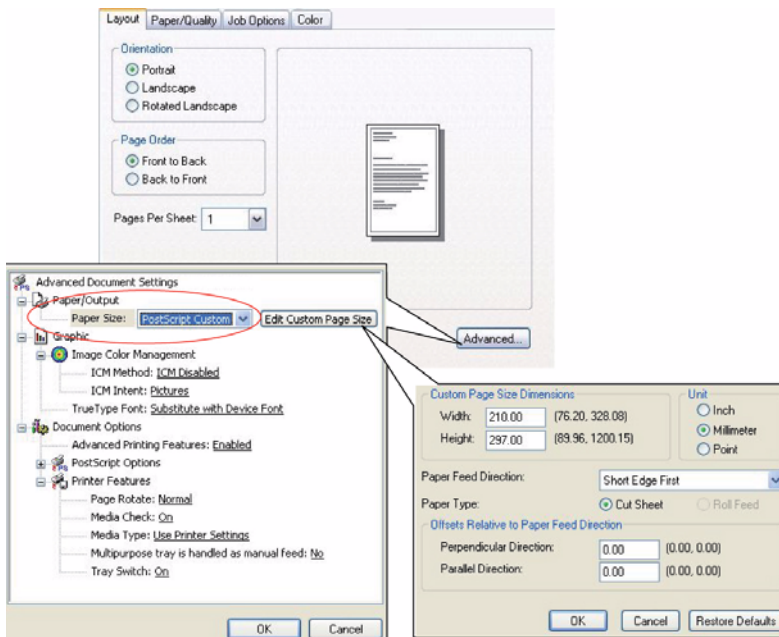 Layout Paper/Quality Job Options Color
Orientation
Portrait
Landscape
Rotated Landscape
Page Order
Front to Back
Back to Front
Pages Per Sheet: 1
Advanced...
Advanced Document Settings
Paper/Output
Paper Size: PostScript Custom Edit Custom Page Size
Graphic
Image Color Management
ICM Method: ICM Disabled
ICM Intent: Pictures
TrueType Font: Substitute with Device Font
Document Options
Advanced Printing Features: Enabled
PostScript Options
Printer Features
Page Rotate: Normal
Media Check: On
Media Type: Use Printer Settings
Multipurpose tray is handled as manual feed: No
Tray Switch: On
OK Cancel
Custom Page Size Dimensions
Width: 210.00 (76.20, 328.08)
Height: 297.00 (89.96, 1200.15)
Unit
Inch
Millimeter
Point
Paper Feed Direction: Short Edge First
Paper Type: Cut Sheet Roll Feed
Offsets Relative to Paper Feed Direction
Perpendicular Direction: 0.00 (0.00, 0.00)
Parallel Direction: 0.00 (0.00, 0.00)
OK Cancel Restore Defaults